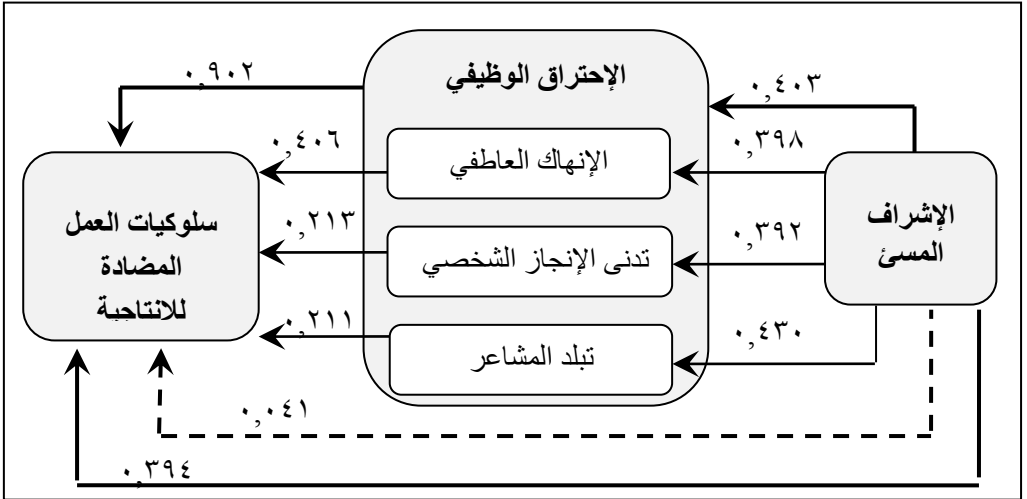 الإحتراق الوظيفي
٠,٩٠٢
٠,٤٠٣
الإنهاك العاطفي
٠,٣٩٨
٠,٤٠٦
الإشراف
المسئ
تدنى الإنجاز الشخصي
٠,٣٩٢
٠,٢١٣
سلوكيات العمل
المضادة
للانتاجية
تبلد المشاعر
٠,٤٣٠
٠,٢١١
٠,٠٤١
٠,٣٩٤